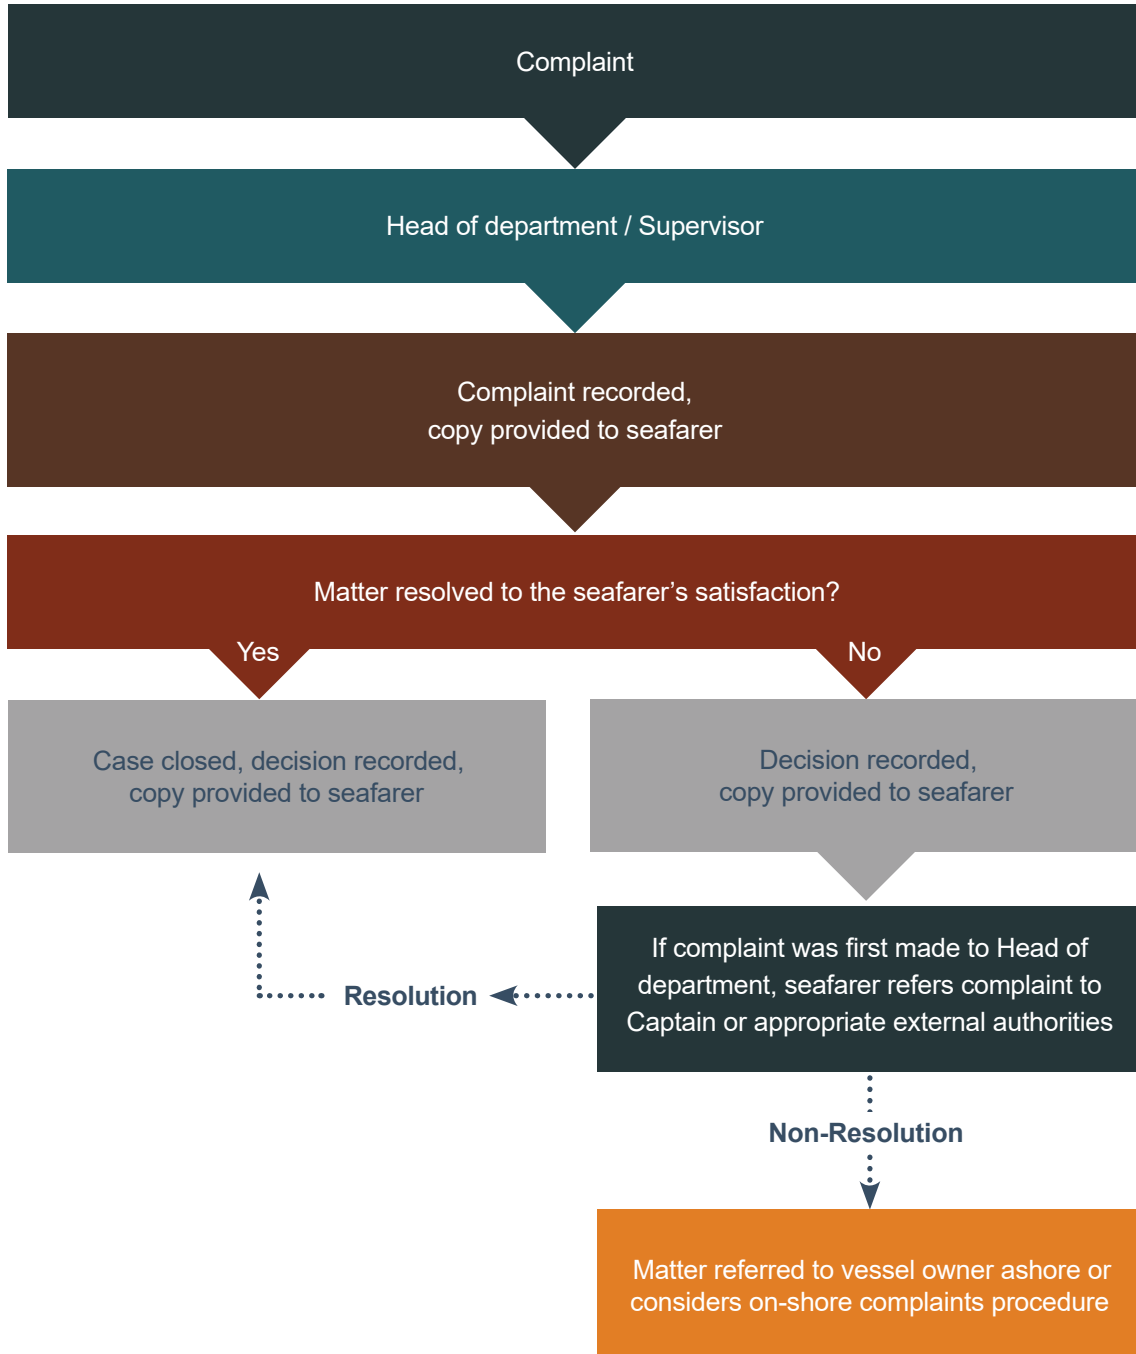 Complaint
Head of department / Supervisor
Complaint recorded,
copy provided to seafarer
Matter resolved to the seafarer’s satisfaction?
Yes
No
Case closed, decision recorded,
copy provided to seafarer
Decision recorded,
copy provided to seafarer
If complaint was first made to Head of
department, seafarer refers complaint to
Captain or appropriate external authorities
Resolution
Non-Resolution
Matter referred to vessel owner ashore or
considers on-shore complaints procedure